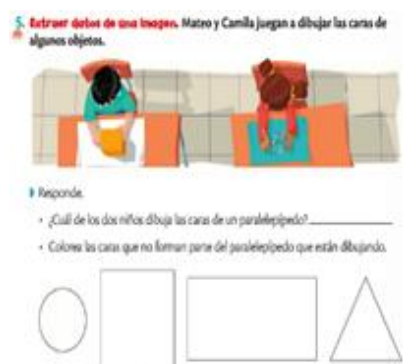 5. Extraer datos de una imagen. Mateo y Camila juegan a dibujar las caras de
algunos objetos.
Responde.
• ¿Cuál de los dos niños dibuja las caras de un paralelepípedo?
• Colorea las caras que no forman parte del paralelepípedo que están dibujando.